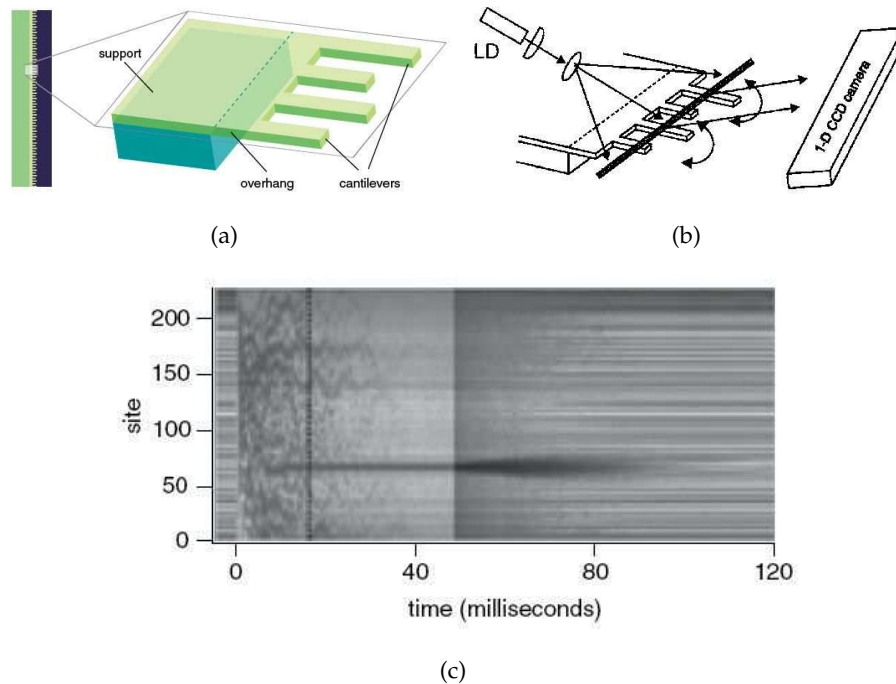 support
overhang
cantilevers
(a)
LD
1-D CCD camera
(b)
200
150
100
50
0
site
0 40 80 120
time (milliseconds)
(c)